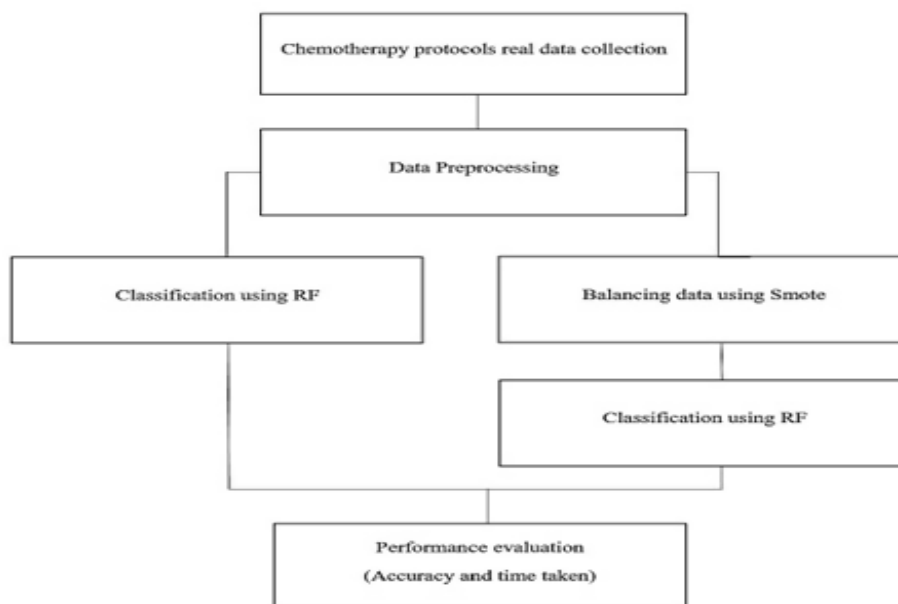 Chemotherapy protocols real data collection
Data Preprocessing
Classification using RF
Balancing data using Smote
Classification using RF
Performance evaluation
(Accuracy and time taken)